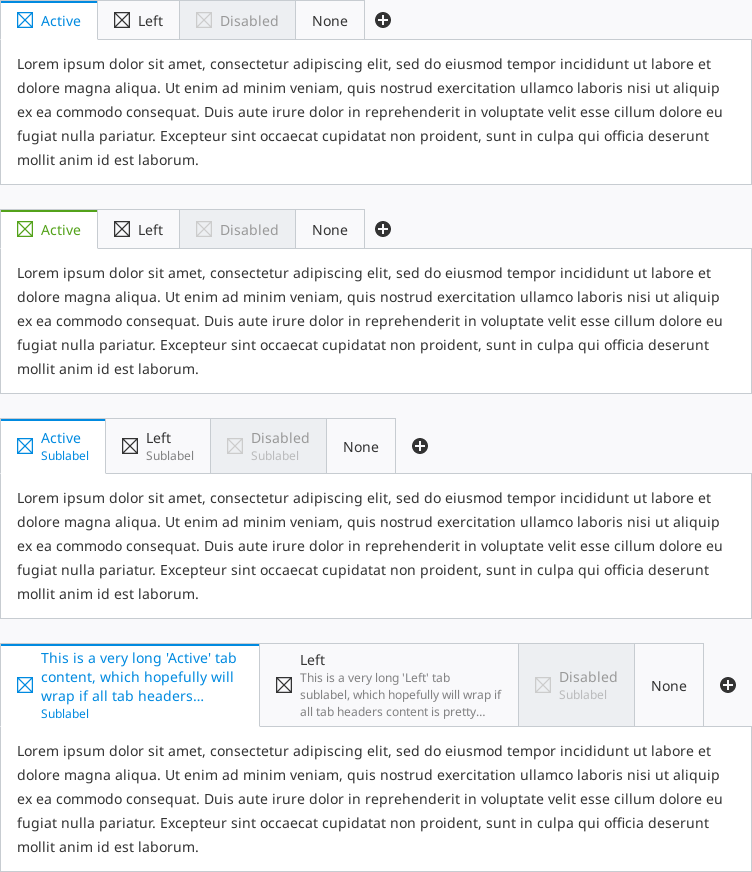 Active Left Disabled None
Lorem ipsum dolor sit amet, consectetur adipiscing elit, sed do eiusmod tempor incididunt ut labore et
dolore magna aliqua. Ut enim ad minim veniam, quis nostrud exercitation ullamco laboris nisi ut aliquip
ex ea commodo consequat. Duis aute irure dolor in reprehenderit in voluptate velit esse cillum dolore eu
fugiat nulla pariatur. Excepteur sint occaecat cupidatat non proident, sunt in culpa qui officia deserunt
mollit anim id est laborum.
Active Left Disabled None
Lorem ipsum dolor sit amet, consectetur adipiscing elit, sed do eiusmod tempor incididunt ut labore et
dolore magna aliqua. Ut enim ad minim veniam, quis nostrud exercitation ullamco laboris nisi ut aliquip
ex ea commodo consequat. Duis aute irure dolor in reprehenderit in voluptate velit esse cillum dolore eu
fugiat nulla pariatur. Excepteur sint occaecat cupidatat non proident, sunt in culpa qui officia deserunt
mollit anim id est laborum.
Active
Sublabel
Left
Sublabel
Disabled
Sublabel
None
Lorem ipsum dolor sit amet, consectetur adipiscing elit, sed do eiusmod tempor incididunt ut labore et
dolore magna aliqua. Ut enim ad minim veniam, quis nostrud exercitation ullamco laboris nisi ut aliquip
ex ea commodo consequat. Duis aute irure dolor in reprehenderit in voluptate velit esse cillum dolore eu
fugiat nulla pariatur. Excepteur sint occaecat cupidatat non proident, sunt in culpa qui officia deserunt
mollit anim id est laborum.
This is a very long 'Active' tab
content, which hopefully will
wrap if all tab headers...
Sublabel
Left
This is a very long 'Left' tab
sublabel, which hopefully will wrap if
all tab headers content is pretty...
Disabled
Sublabel
None
Lorem ipsum dolor sit amet, consectetur adipiscing elit, sed do eiusmod tempor incididunt ut labore et
dolore magna aliqua. Ut enim ad minim veniam, quis nostrud exercitation ullamco laboris nisi ut aliquip
ex ea commodo consequat. Duis aute irure dolor in reprehenderit in voluptate velit esse cillum dolore eu
fugiat nulla pariatur. Excepteur sint occaecat cupidatat non proident, sunt in culpa qui officia deserunt
mollit anim id est laborum.